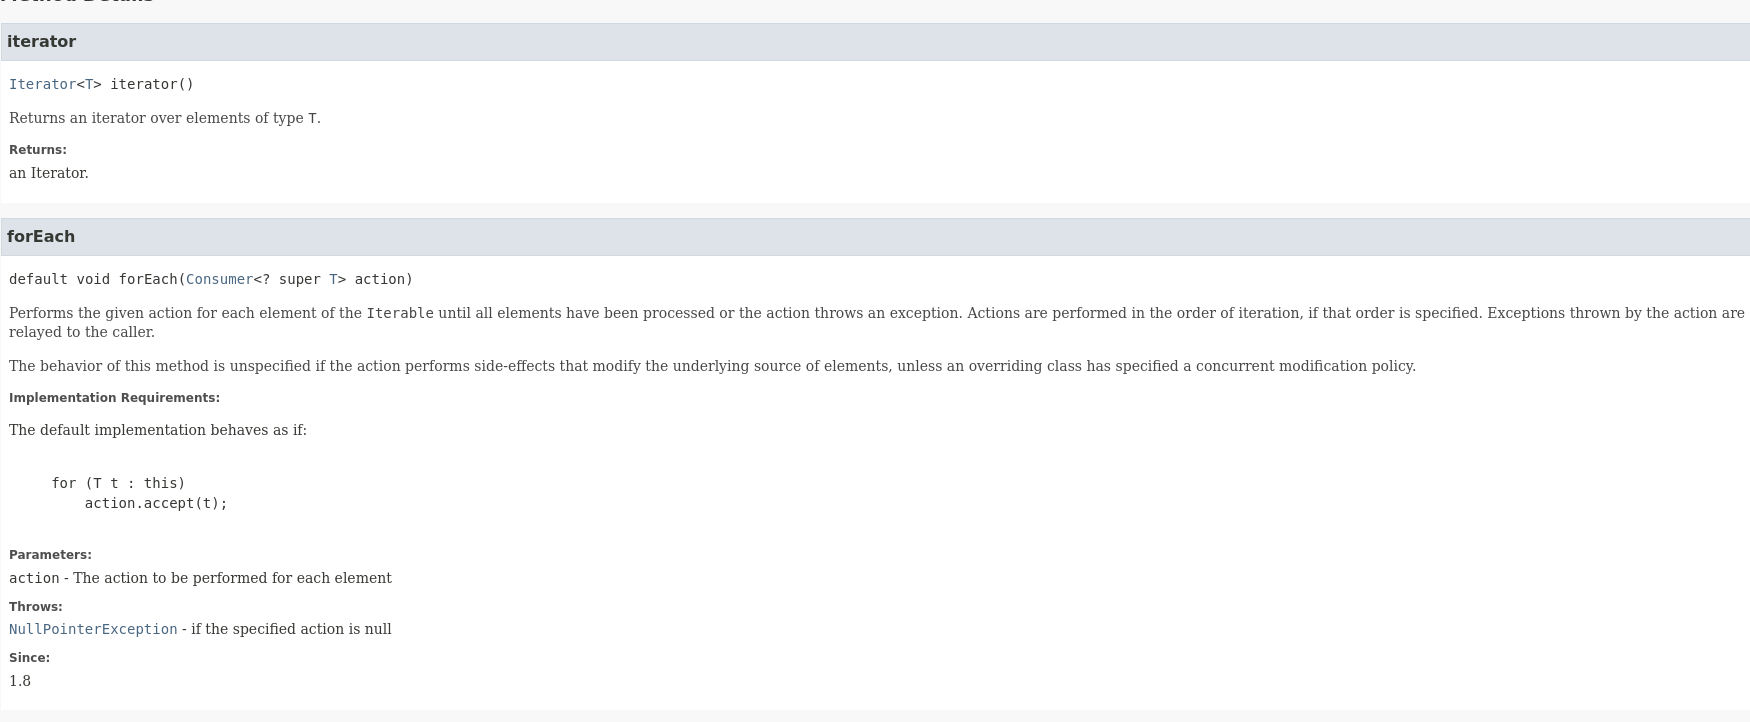 Method Details
iterator
Iterator<T> iterator()
Returns an iterator over elements of type T.
Returns:
an Iterator.
forEach
default void forEach(Consumer<? super T> action)
Performs the given action for each element of the Iterable until all elements have been processed or the action throws an exception. Actions are performed in the order of iteration, if that order is specified. Exceptions thrown by the action are
relayed to the caller.
The behavior of this method is unspecified if the action performs side-effects that modify the underlying source of elements, unless an overriding class has specified a concurrent modification policy.
Implementation Requirements:
The default implementation behaves as if:
for (T t : this)
action.accept(t);
Parameters:
action - The action to be performed for each element
Throws:
NullPointerException - if the specified action is null
Since:
1.8